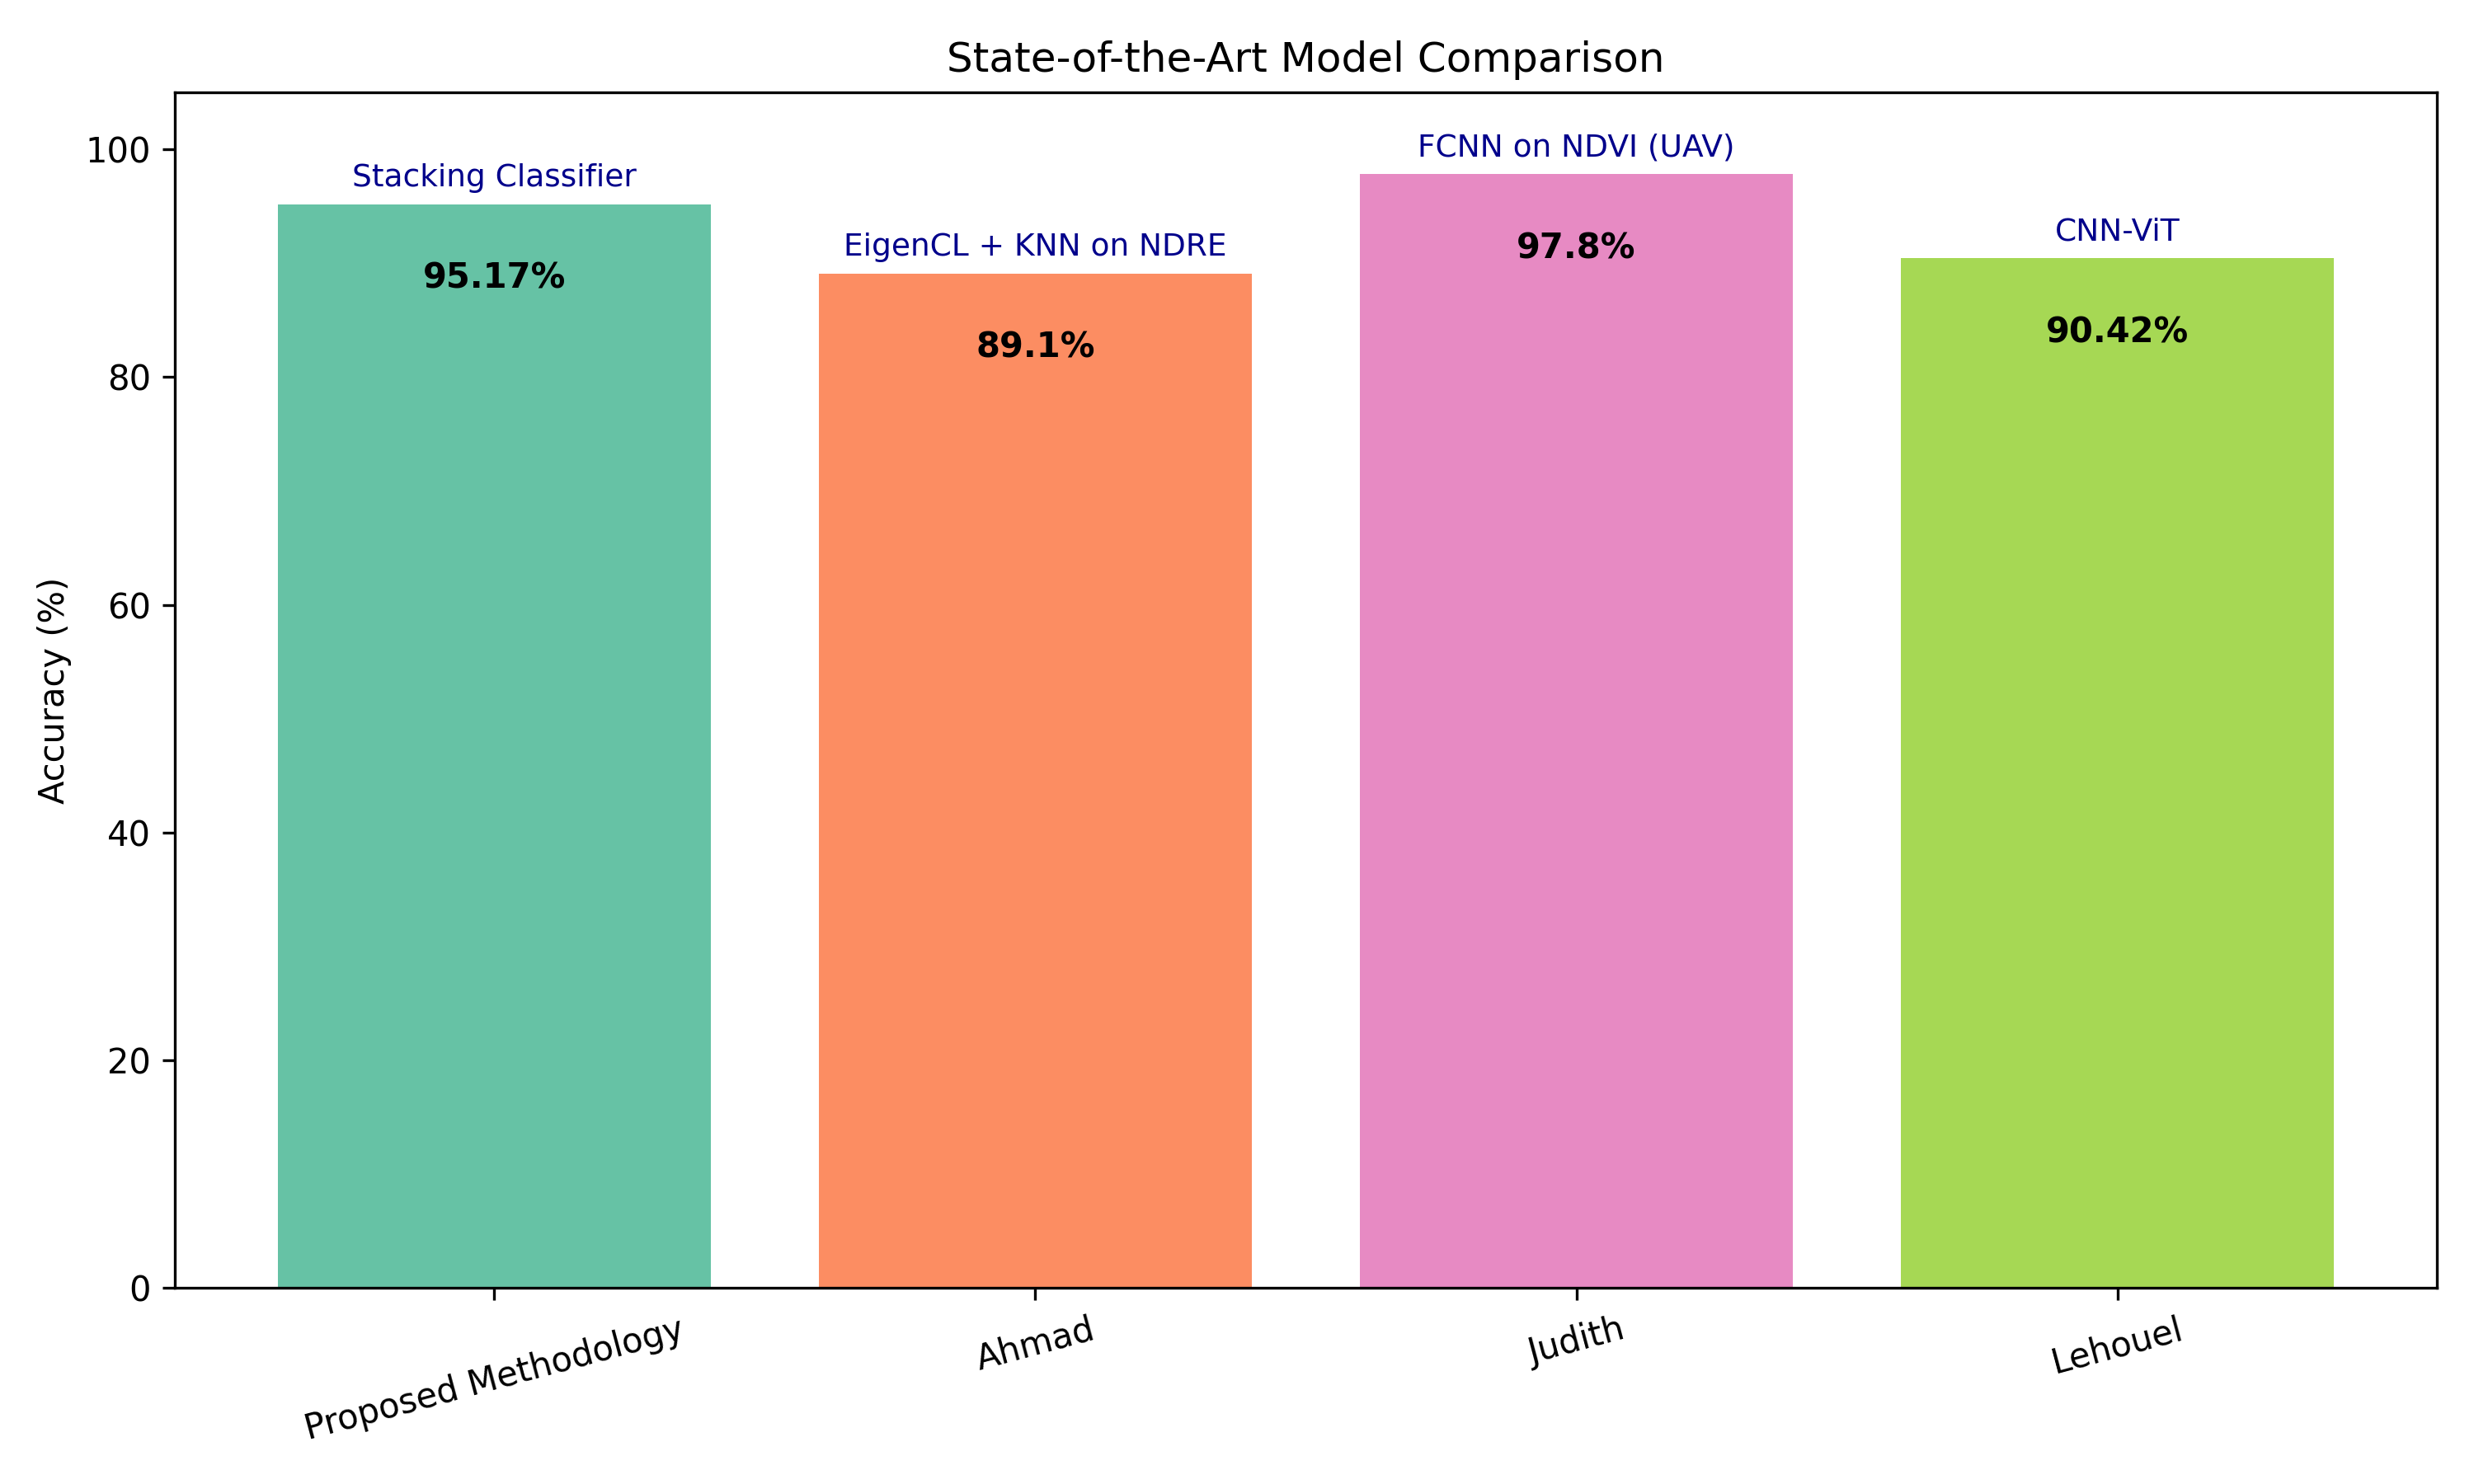 State-of-the-Art Model Comparison
Accuracy (%)
100
80
60
40
20
0
Stacking Classifier
95.17%
EigenCL + KNN on NDRE
89.1%
FCNN on NDVI (UAV)
97.8%
CNN-ViT
90.42%
Proposed Methodology
Ahmad
Judith
Lehouel